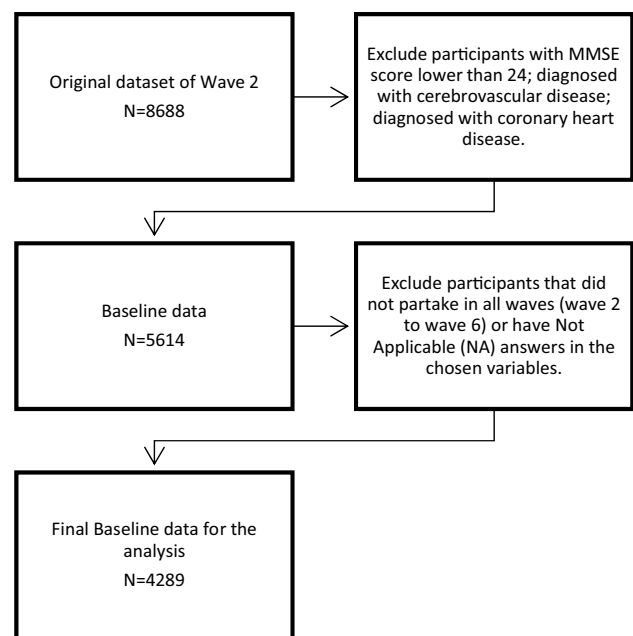 Original dataset of Wave 2
N=8688
Exclude participants with MMSE
score lower than 24; diagnosed
with cerebrovascular disease;
diagnosed with coronary heart
disease.
Baseline data
N=5614
Exclude participants that did
not partake in all waves (wave 2
to wave 6) or have Not
Applicable (NA) answers in the
chosen variables.
Final Baseline data for the
analysis
N=4289